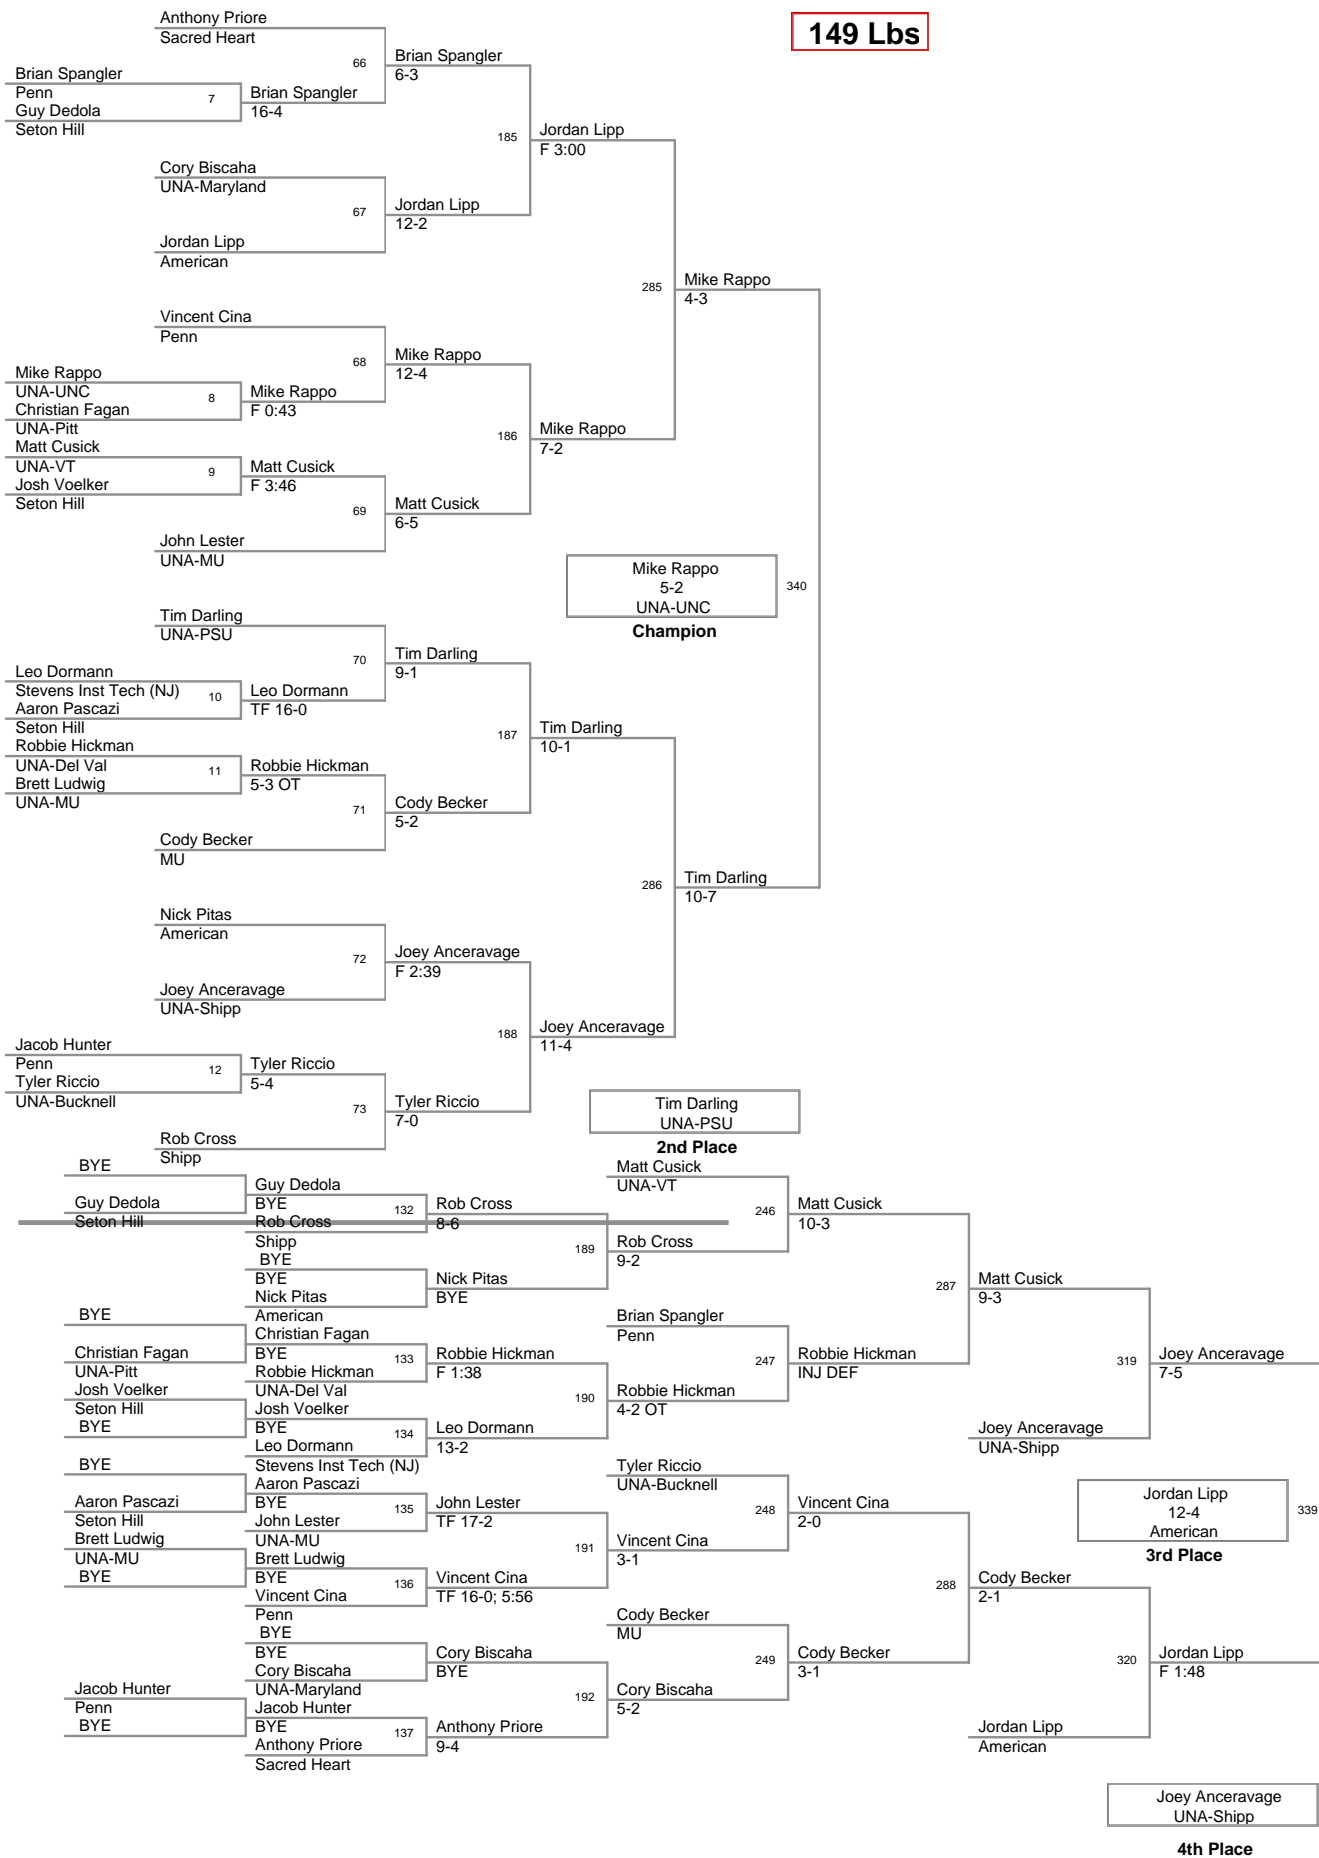 149 Lbs
Anthony Priore
Sacred Heart
66
Brian Spangler
6-3
Brian Spangler
Penn
7
Guy Dedola
Seton Hill
Brian Spangler
16-4
185
Jordan Lipp
F 3:00
Cory Biscaha
UNA-Maryland
67
Jordan Lipp
12-2
Jordan Lipp
American
285
Mike Rappo
4-3
Vincent Cina
Penn
68
Mike Rappo
12-4
Mike Rappo
UNA-UNC
8
Christian Fagan
UNA-Pitt
Mike Rappo
F 0:43
186
Mike Rappo
7-2
Matt Cusick
UNA-VT
9
Josh Voelker
Seton Hill
Matt Cusick
F 3:46
69
Matt Cusick
6-5
John Lester
UNA-MU
Mike Rappo
5-2
UNA-UNC
340
Champion
Tim Darling
UNA-PSU
70
Tim Darling
9-1
Leo Dormann
Stevens Inst Tech (NJ)
10
Aaron Pascazi
Seton Hill
Leo Dormann
TF 16-0
187
Tim Darling
10-1
Robbie Hickman
UNA-Del Val
11
Brett Ludwig
UNA-MU
Robbie Hickman
5-3 OT
71
Cody Becker
5-2
Cody Becker
MU
286
Tim Darling
10-7
Nick Pitas
American
72
Joey Anceravage
F 2:39
Joey Anceravage
UNA-Shipp
188
Joey Anceravage
11-4
Jacob Hunter
Penn
12
Tyler Riccio
UNA-Bucknell
Tyler Riccio
5-4
73
Tyler Riccio
7-0
Rob Cross
Shipp
Tim Darling
UNA-PSU
2nd Place
BYE
Guy Dedola
Seton Hill
Guy Dedola
BYE
132
Rob Cross
Shipp
Rob Cross
8-6
BYE
BYE
Nick Pitas
American
Nick Pitas
BYE
189
Rob Cross
9-2
Matt Cusick
UNA-VT
246
Matt Cusick
10-3
BYE
Christian Fagan
UNA-Pitt
Christian Fagan
BYE
133
Robbie Hickman
UNA-Del Val
Robbie Hickman
F 1:38
Josh Voelker
Seton Hill
BYE
Josh Voelker
BYE
134
Leo Dormann
Stevens Inst Tech (NJ)
Leo Dormann
13-2
190
Robbie Hickman
4-2 OT
Brian Spangler
Penn
247
Robbie Hickman
INJ DEF
287
Matt Cusick
9-3
319
Joey Anceravage
7-5
Joey Anceravage
UNA-Shipp
BYE
Aaron Pascazi
Seton Hill
Aaron Pascazi
BYE
135
John Lester
UNA-MU
John Lester
TF 17-2
Brett Ludwig
UNA-MU
BYE
Brett Ludwig
BYE
136
Vincent Cina
Penn
Vincent Cina
TF 16-0; 5:56
191
Vincent Cina
3-1
Tyler Riccio
UNA-Bucknell
248
Vincent Cina
2-0
Jordan Lipp
12-4
American
339
3rd Place
BYE
BYE
Cory Biscaha
UNA-Maryland
Cory Biscaha
BYE
Jacob Hunter
Penn
BYE
Jacob Hunter
BYE
137
Anthony Priore
Sacred Heart
Anthony Priore
9-4
192
Cory Biscaha
5-2
Cody Becker
MU
249
Cody Becker
3-1
288
Cody Becker
2-1
320
Jordan Lipp
F 1:48
Jordan Lipp
American
Joey Anceravage
UNA-Shipp
4th Place